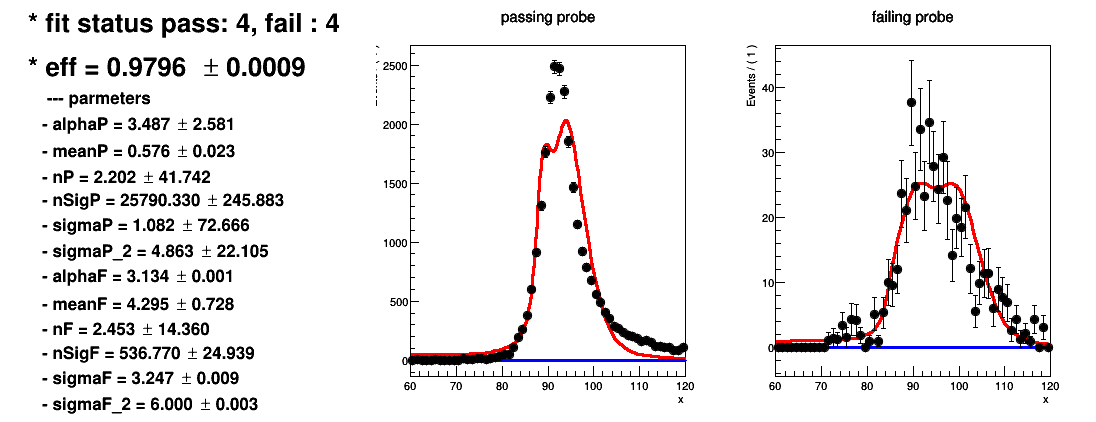 * fit status pass: 4, fail : 4
* eff = 0.9796 ± 0.0009
--- parmeters
- alphaP = 3.487 ± 2.581
- meanP = 0.576 ± 0.023
- nP = 2.202 ± 41.742
- nSigP = 25790.330 ± 245.883
- sigmaP = 1.082 ± 72.666
- sigmaP_2 = 4.863 ± 22.105
- alphaF = 3.134 ± 0.001
- meanF = 4.295 ± 0.728
- nF = 2.453 ± 14.360
- nSigF = 536.770 ± 24.939
- sigmaF = 3.247 ± 0.009
- sigmaF_2 = 6.000 ± 0.003
passing probe
2500
2000
1500
1000
500
0
60 70 80 90 100 110 120
x
failing probe
Events / ( 1 )
40
30
20
10
0
60 70 80 90 100 110 120
x